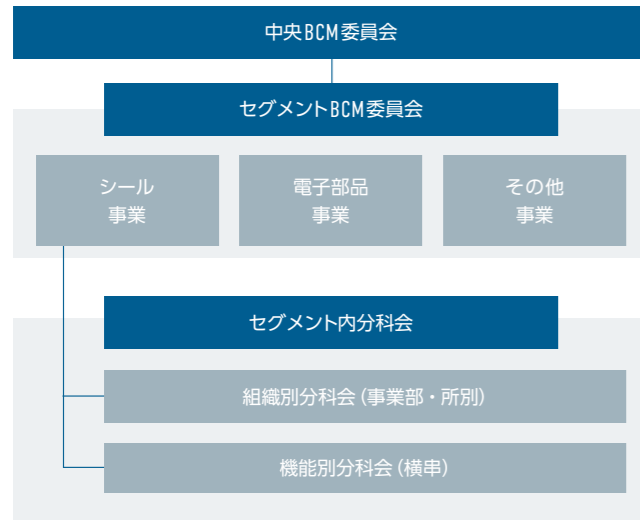 中央BCM委員会
セグメントBCM委員会
シール
事業
電子部品
事業
その他
事業
セグメント内分科会
組織別分科会(事業部・所別)
機能別分科会(横串)